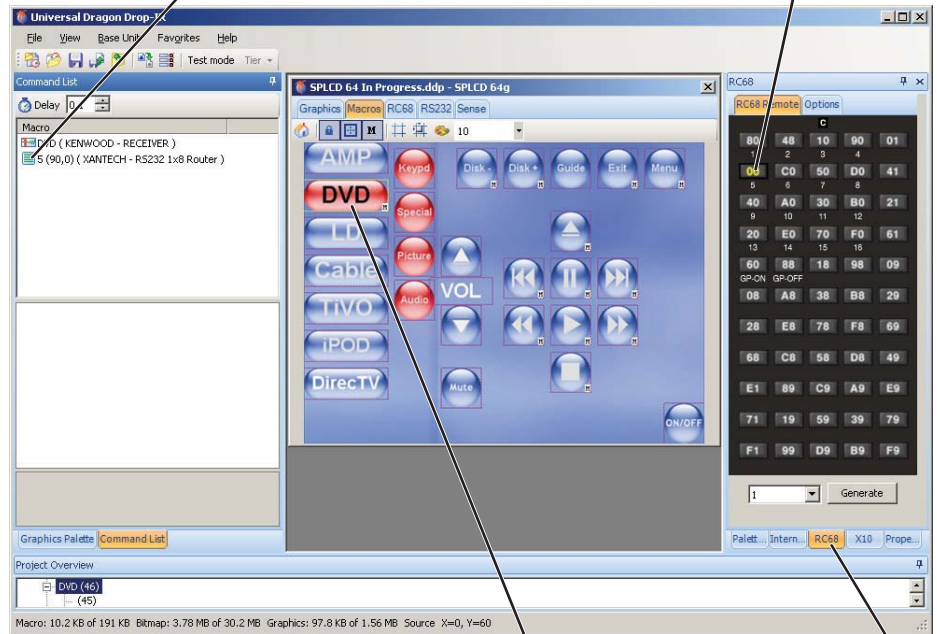 Universal Dragon Drop-IR
File View Base Unit Favorites Help
Test mode Tier
Command List
Delay
Macro
DVD ( KENWOOD - RECEIVER )
5 (90,0) ( XANTECH - RS232 1x8 Router )
Graphics Palette Command List
SPLCD 64 In Progress.ddp - SPLCD 64g
Graphics Macros RC68 RS232 Sense
M 10
AMP Keypd Disk - Disk + Guide Exit Menu
DVD Special
LD
Cable Picture
TiVO Audio VOL
iPOD
DirecTV Mute
ON/OFF
RC68
RC68 Remote Options
C
80 48 10 90 01
1 2 3 4
C0 50 D0 41
5 6 7 8
40 A0 30 B0 21
9 10 11 12
20 E0 70 F0 61
13 14 15 16
60 88 18 98 09
GP-ON GP-OFF
08 A8 38 B8 29
28 E8 78 F8 69
68 C8 58 D8 49
E1 89 C9 A9 E9
71 19 59 39 79
F1 99 D9 B9 F9
1 Generate
Palett... Intern... RC68 X10 Prope...
Project Overview
DVD (46)
(45)
Macro: 10.2 KB of 191 KB Bitmap: 3.78 MB of 30.2 MB Graphics: 97.8 KB of 1.56 MB Source X=0, Y=60